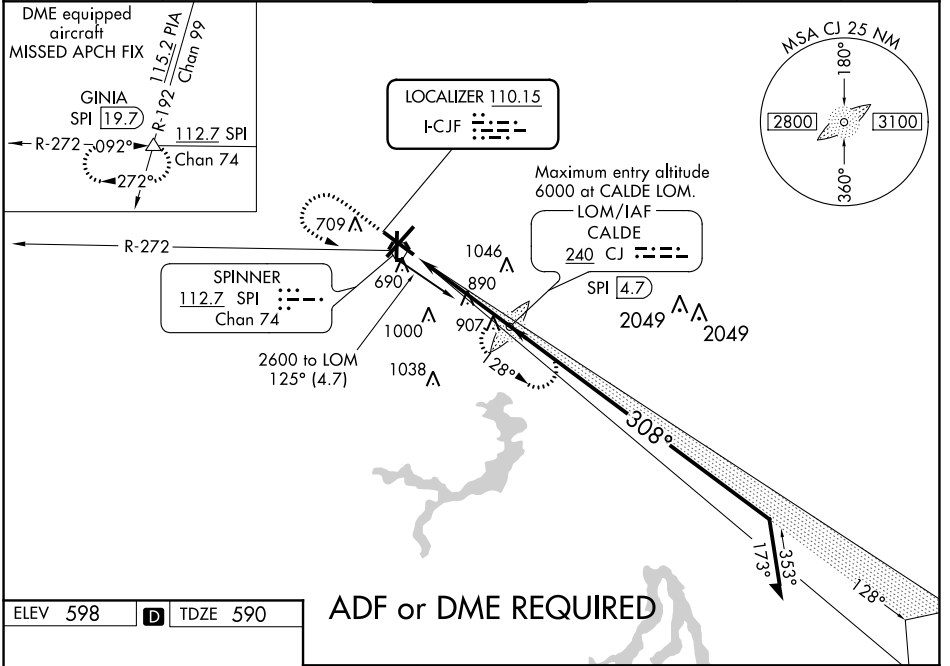 DME equipped
aircraft
MISSED APCH FIX
115.2 PIA
Chan 99
R-192
GINIA
SPI 19.7
R-272
092°
112.7 SPI
Chan 74
272°
LOCALIZER 110.15
I-CJF
MSA CJ 25 NM
180°
2800
3100
360°
Maximum entry altitude
6000 at CALDE LOM.
LOM/IAF
CALDE
240 CJ
SPI 4.7
709
R-272
1046
690
890
SPINNER
112.7 SPI
Chan 74
1000
907
2049
2049
2600 to LOM
125° (4.7)
1038
128°
308°
173°
353°
128°
ELEV 598 D TDZE 590
ADF or DME REQUIRED